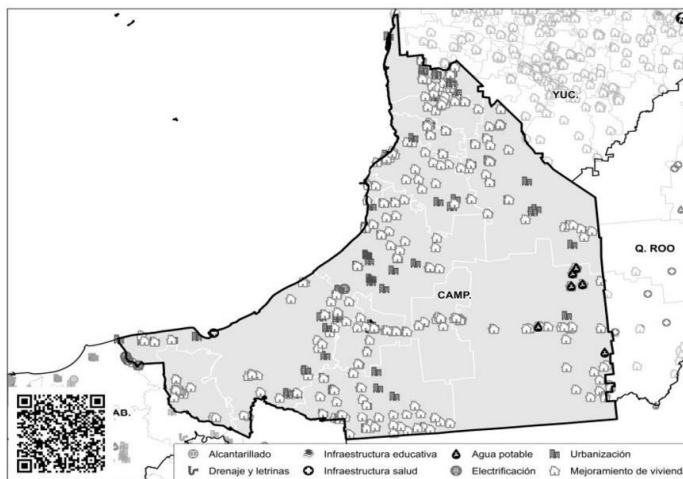 YUC.
Q. ROO
CAMP.
AB.
Alcantarillado
Infraestructura educativa
Agua potable
Urbanización
Drenaje y letrinas
Infraestructura salud
Electrificación
Mejoramiento de viviend